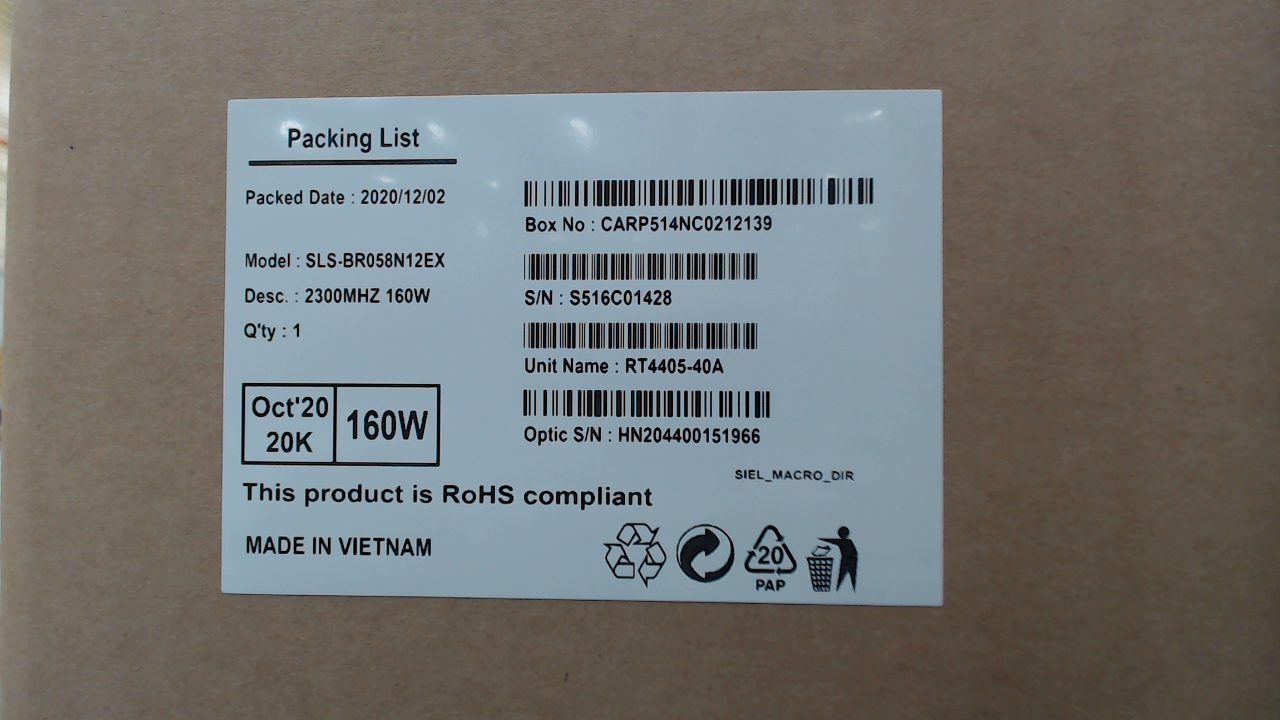 Packing List
Packed Date : 2020/12/02
Model : SLS-BR058N12EX
Desc. : 2300MHZ 160W
Q'ty : 1
Box No : CARP514NC0212139
S/N : S516C01428
Unit Name : RT4405-40A
Optic S/N : HN204400151966
Oct'20
20K
160W
SIEL_MACRO_DIR
This product is RoHS compliant
MADE IN VIETNAM
20
PAP